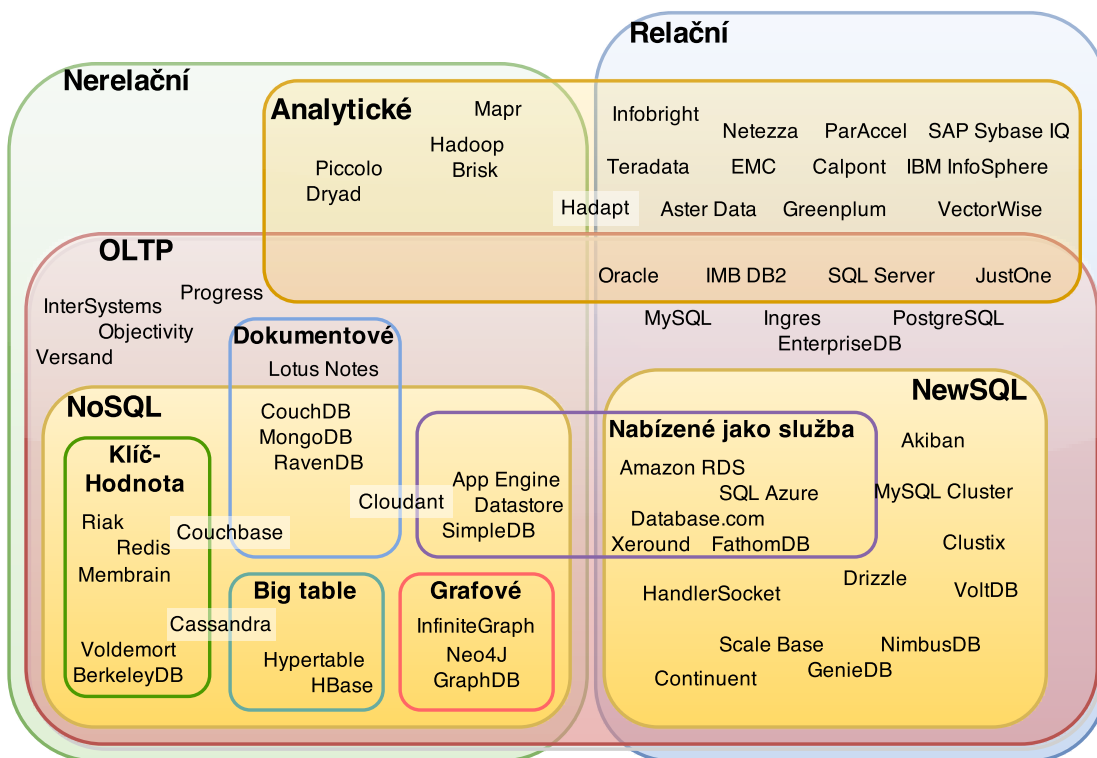 Relační
Nerelační
Analytické
Mapr
Hadoop
Brisk
Piccolo
Dryad
Infobright
Netezza
ParAccel
SAP Sybase IQ
Teradata
EMC
Calpont
IBM InfoSphere
Hadapt
Aster Data
Greenplum
VectorWise
OLTP
Oracle
IMB DB2
SQL Server
JustOne
InterSystems
Progress
Objectivity
Versand
MySQL
Ingres
PostgreSQL
EnterpriseDB
Dokumentové
Lotus Notes
NoSQL
CouchDB
MongoDB
RavenDB
Klíč-
Hodnota
Riak
Redis
Membrain
Voldemort
BerkeleyDB
Couchbase
Cloudant
App Engine
Datastore
SimpleDB
Cassandra
Big table
Hypertable
HBase
Grafové
InfiniteGraph
Neo4J
GraphDB
NewSQL
Nabízené jako služba
Amazon RDS
SQL Azure
Database.com
Xeround
FathomDB
Akiban
MySQL Cluster
Clustix
Drizzle
VoltDB
HandlerSocket
Scale Base
NimbusDB
GenieDB
Continuent